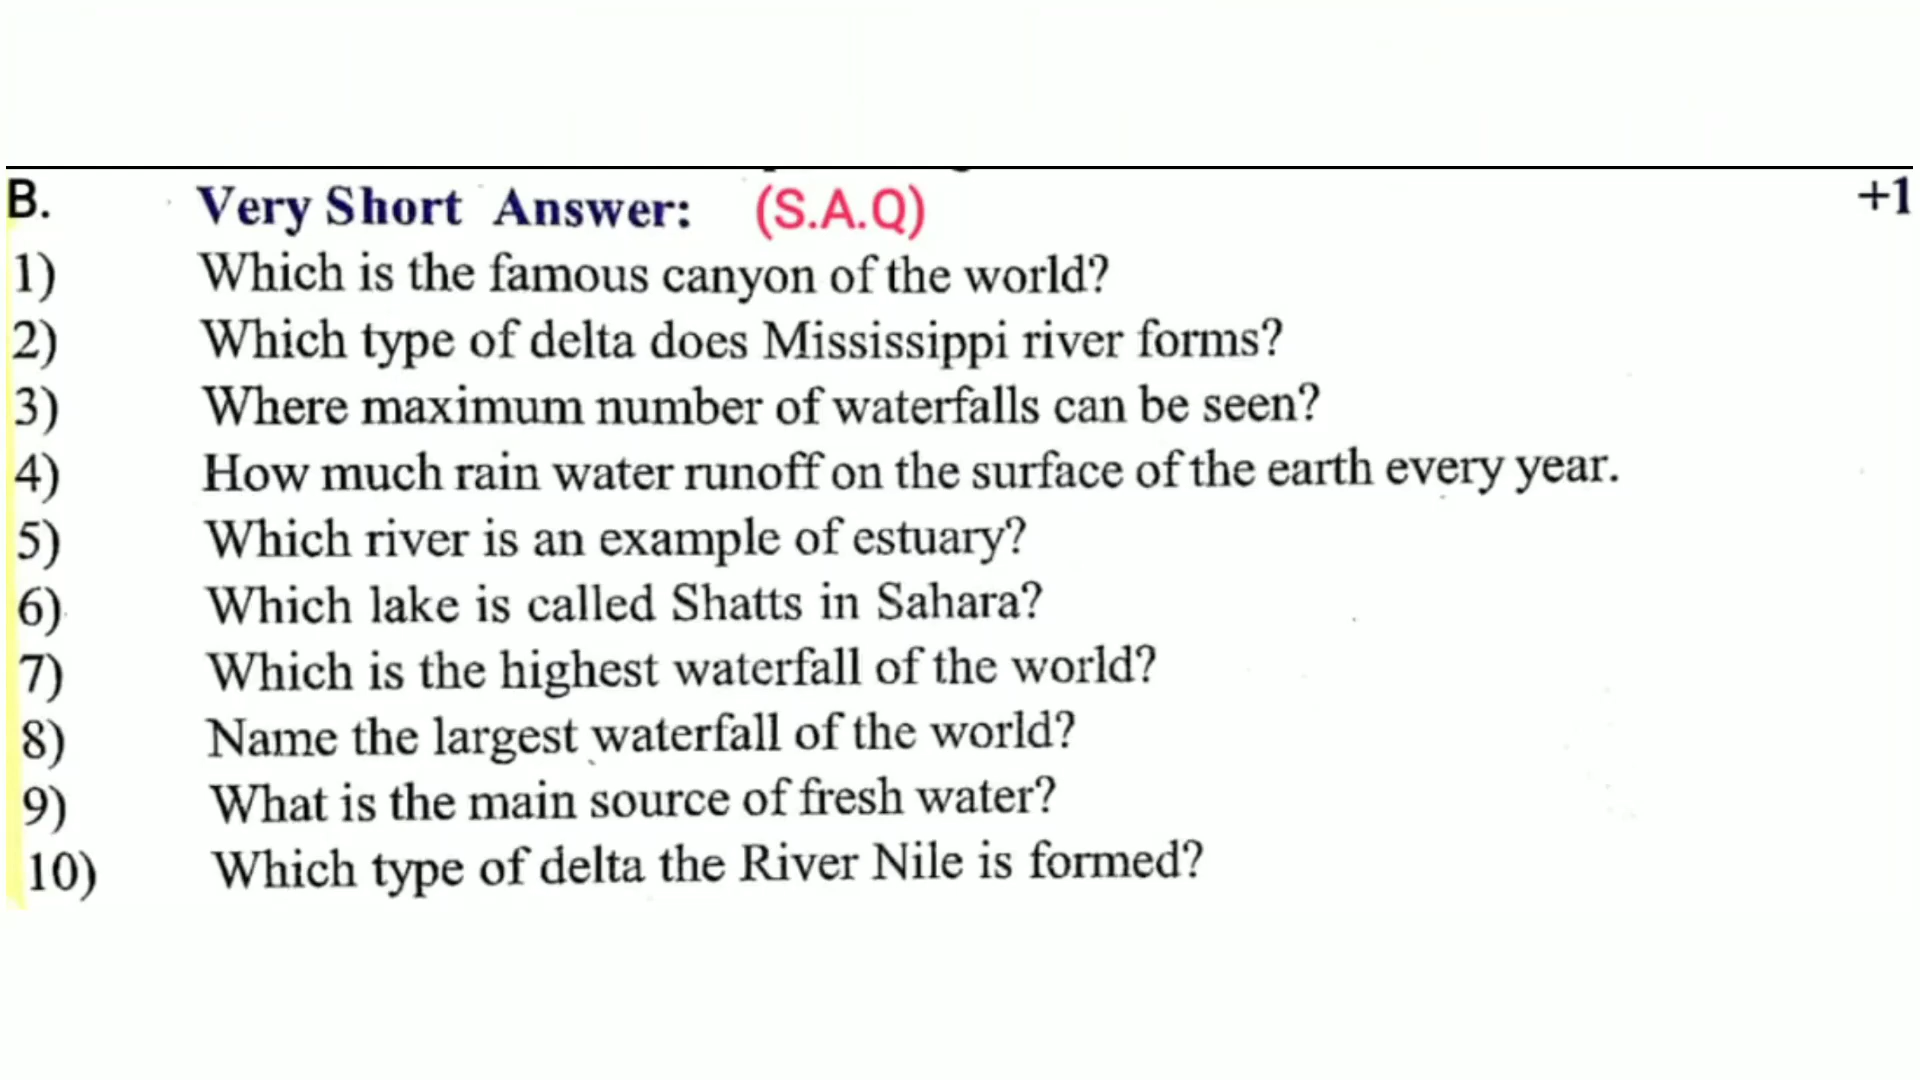 B. Very Short Answer: (S.A.Q) +1
1) Which is the famous canyon of the world?
2) Which type of delta does Mississippi river forms?
3) Where maximum number of waterfalls can be seen?
4) How much rain water runoff on the surface of the earth every year.
5) Which river is an example of estuary?
6) Which lake is called Shatts in Sahara?
7) Which is the highest waterfall of the world?
8) Name the largest waterfall of the world?
9) What is the main source of fresh water?
10) Which type of delta the River Nile is formed?